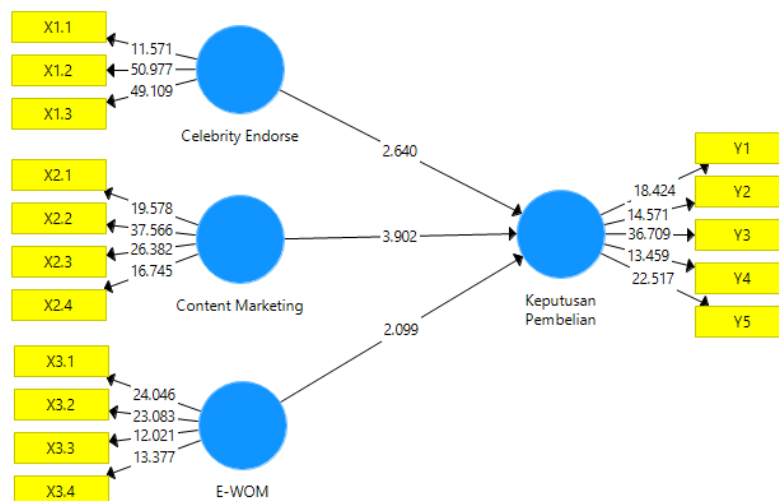 X1.1
11.571
X1.2
50.977
X1.3
49.109
Celebrity Endorse
2.640
X2.1
19.578
X2.2
37.566
X2.3
26.382
X2.4
16.745
Content Marketing
3.902
X3.1
24.046
X3.2
23.083
X3.3
12.021
X3.4
13.377
E-WOM
2.099
Keputusan
Pembelian
Y1
18.424
Y2
14.571
Y3
36.709
Y4
13.459
Y5
22.517